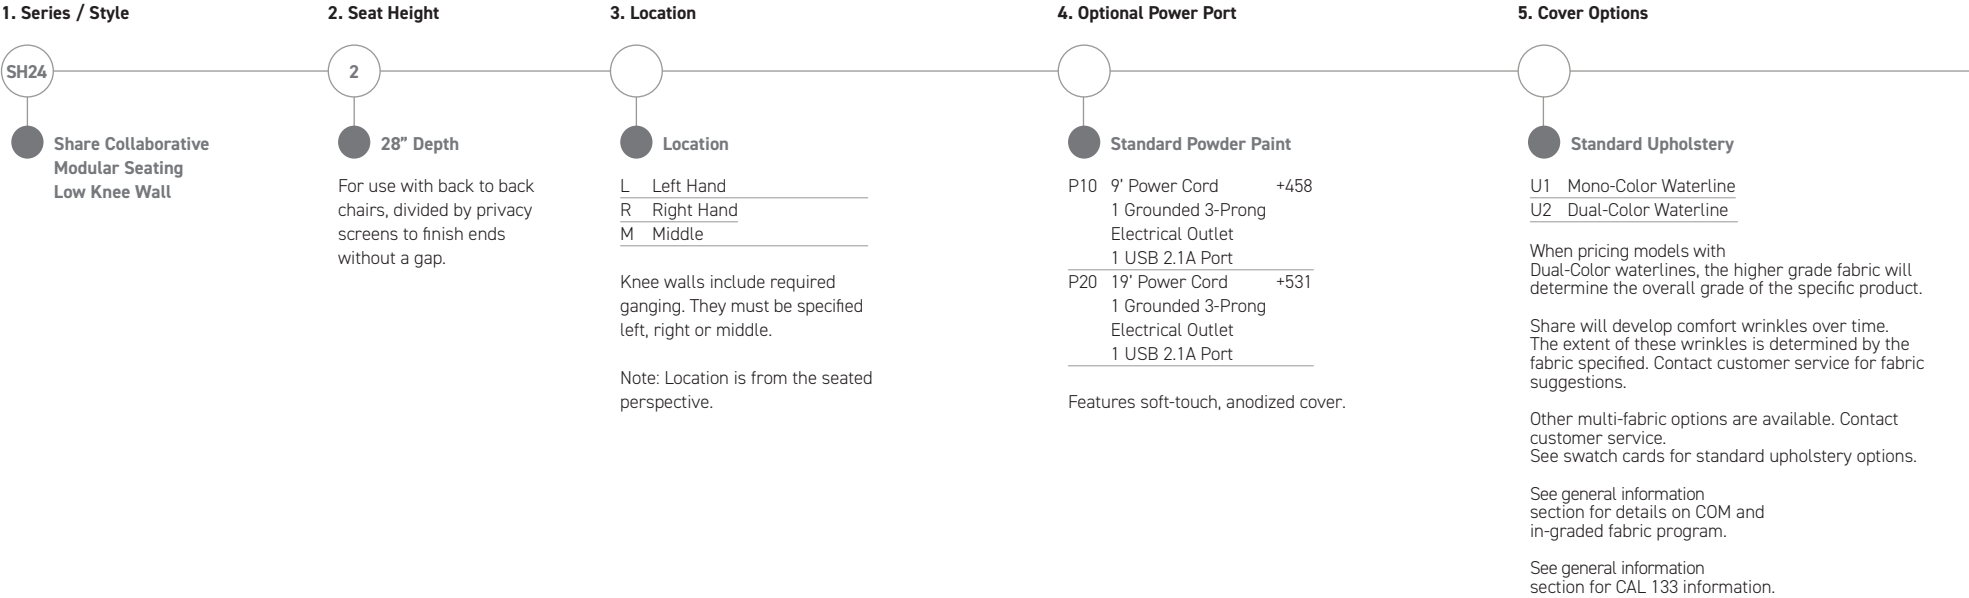 1. Series / Style
SH24
Share Collaborative
Modular Seating
Low Knee Wall
2. Seat Height
2
28" Depth
For use with back to back
chairs, divided by privacy
screens to finish ends
without a gap.
3. Location
Location
L Left Hand
R Right Hand
M Middle
Knee walls include required
ganging. They must be specified
left, right or middle.
Note: Location is from the seated
perspective.
4. Optional Power Port
Standard Powder Paint
P10 9' Power Cord +458
1 Grounded 3-Prong
Electrical Outlet
1 USB 2.1A Port
P20 19' Power Cord +531
1 Grounded 3-Prong
Electrical Outlet
1 USB 2.1A Port
Features soft-touch, anodized cover.
5. Cover Options
Standard Upholstery
U1 Mono-Color Waterline
U2 Dual-Color Waterline
When pricing models with
Dual-Color waterlines, the higher grade fabric will
determine the overall grade of the specific product.
Share will develop comfort wrinkles over time.
The extent of these wrinkles is determined by the
fabric specified. Contact customer service for fabric
suggestions.
Other multi-fabric options are available. Contact
customer service.
See swatch cards for standard upholstery options.
See general information
section for details on COM and
in-graded fabric program.
See general information
section for CAL 133 information.